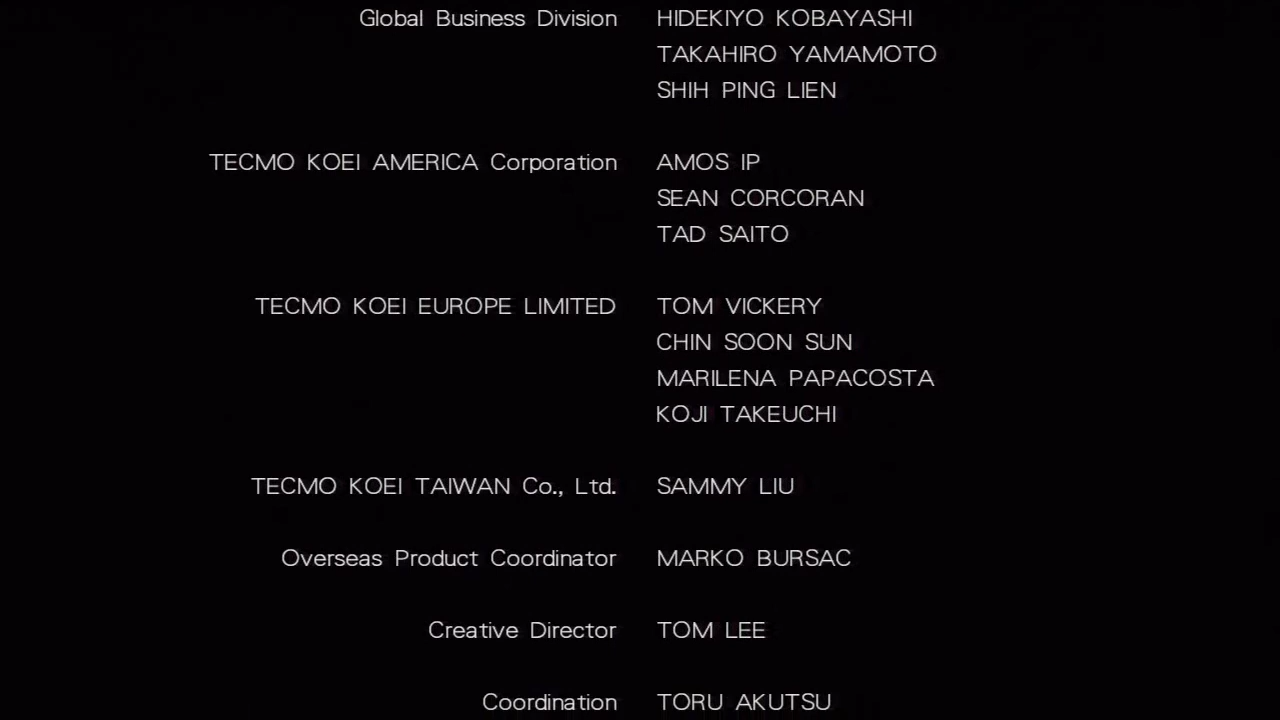 Global Business Division HIDEKIYO KOBAYASHI
TAKAHIRO YAMAMOTO
SHIH PING LIEN
TECMO KOEI AMERICA Corporation AMOS IP
SEAN CORCORAN
TAD SAITO
TECMO KOEI EUROPE LIMITED TOM VICKERY
CHIN SOON SUN
MARILENA PAPACOSTA
KOJI TAKEUCHI
TECMO KOEI TAIWAN Co., Ltd. SAMMY LIU
Overseas Product Coordinator MARKO BURSAC
Creative Director TOM LEE
Coordination TORU AKUTSU